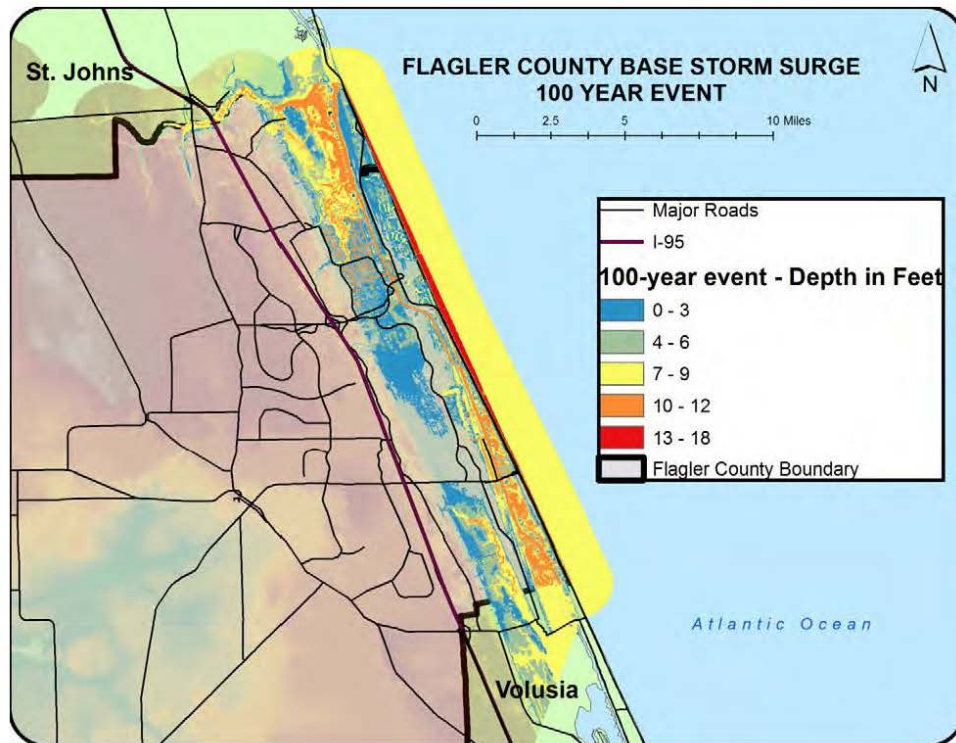 St. Johns
FLAGLER COUNTY BASE STORM SURGE
100 YEAR EVENT
N
0 2.5 5 10 Miles
Major Roads
I-95
100-year event - Depth in Feet
0 - 3
4 - 6
7 - 9
10 - 12
13 - 18
Flagler County Boundary
Atlantic Ocean
Volusia